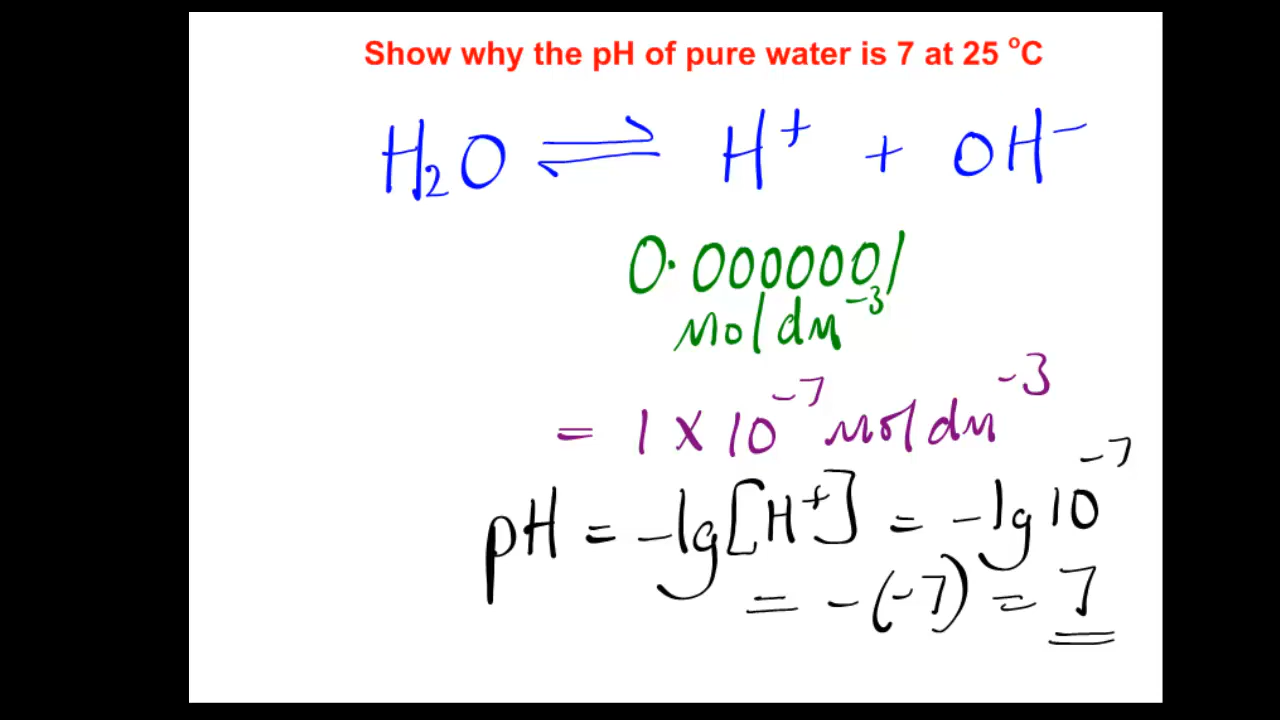 Show why the pH of pure water is 7 at 25 °C
H₂O ⇌ H⁺ + OH⁻
0.0000001
mol dm⁻³
= 1 × 10⁻⁷ mol dm⁻³
pH = -lg[H⁺] = -lg 10⁻⁷
= -(-7) = 7